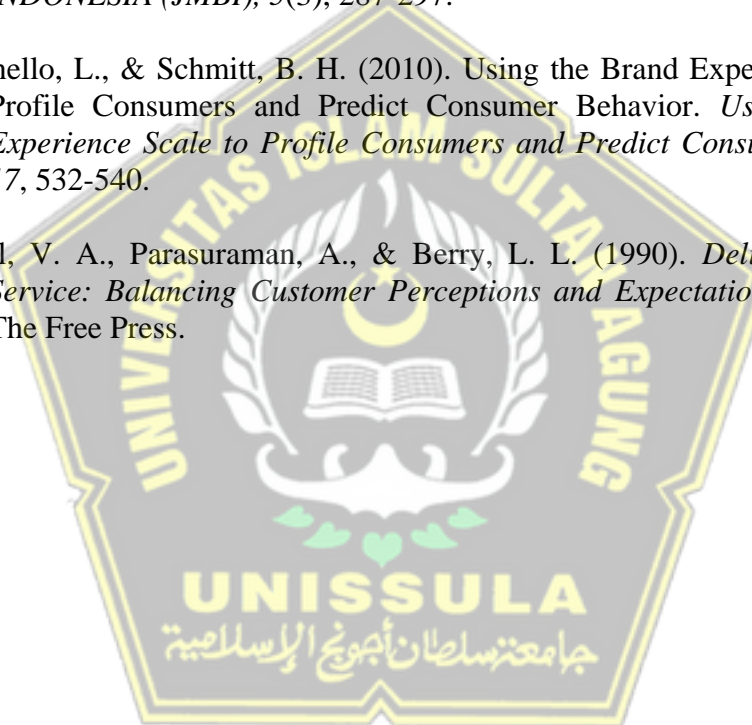 INDONESIA (JMBI), 5(3), 287-297.
nello, L., & Schmitt, B. H. (2010). Using the Brand Expe
Profile Consumers and Predict Consumer Behavior. Us
Experience Scale to Profile Consumers and Predict Consu
17, 532-540.
l, V. A., Parasuraman, A., & Berry, L. L. (1990). Deli
Service: Balancing Customer Perceptions and Expectatio
The Free Press.
UNIVERSITAS ISLAM SULTAN AGUNG
UNISSULA
جامعة سلطان أجونج الإسلامية